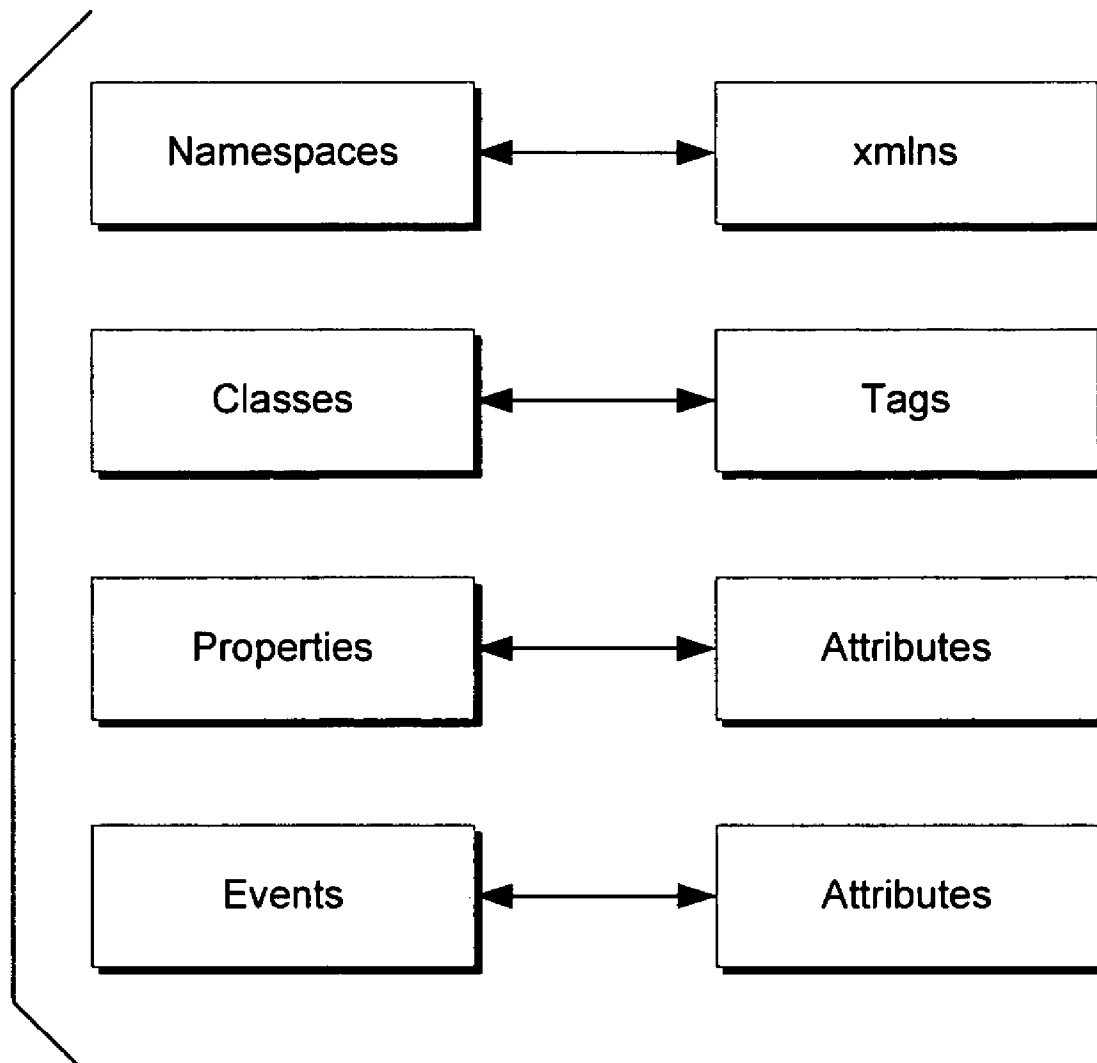 Namespaces
xmlns
Classes
Tags
Properties
Attributes
Events
Attributes